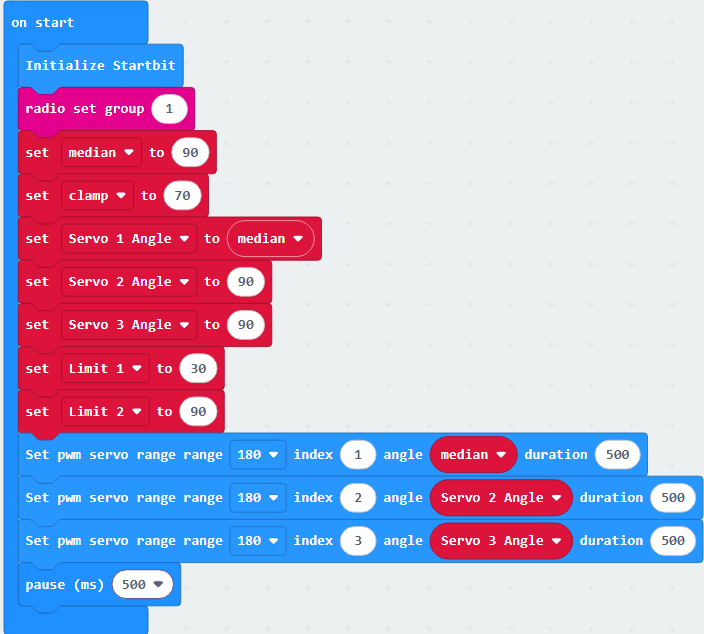 on start
Initialize Startbit
radio set group 1
set median to 90
set clamp to 70
set Servo 1 Angle to median
set Servo 2 Angle to 90
set Servo 3 Angle to 90
set Limit 1 to 30
set Limit 2 to 90
Set pwm servo range range 180 index 1 angle median duration 500
Set pwm servo range range 180 index 2 angle Servo 2 Angle duration 500
Set pwm servo range range 180 index 3 angle Servo 3 Angle duration 500
pause (ms) 500